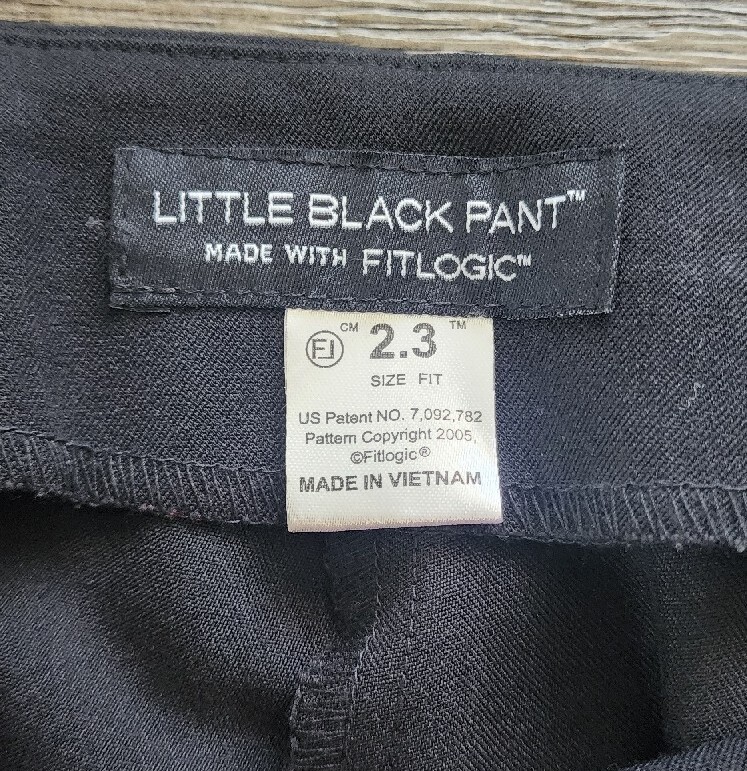 LITTLE BLACK PANT™
MADE WITH FITLOGIC™
FL CM 2.3 ™
SIZE FIT
US Patent NO. 7,092,782
Pattern Copyright 2005,
©Fitlogic®
MADE IN VIETNAM